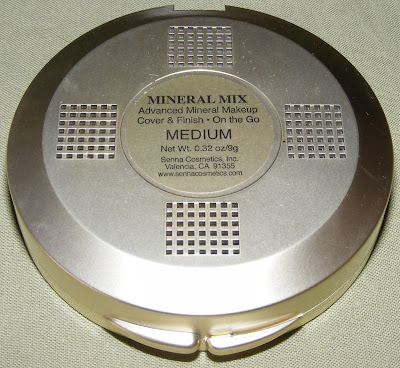 MINERAL MIX
Advanced Mineral Makeup
Cover & Finish • On the Go
MEDIUM
Net Wt. 0.32 oz/9g
Senna Cosmetics, Inc.
Valencia, CA 91355
www.sennacosmetics.com